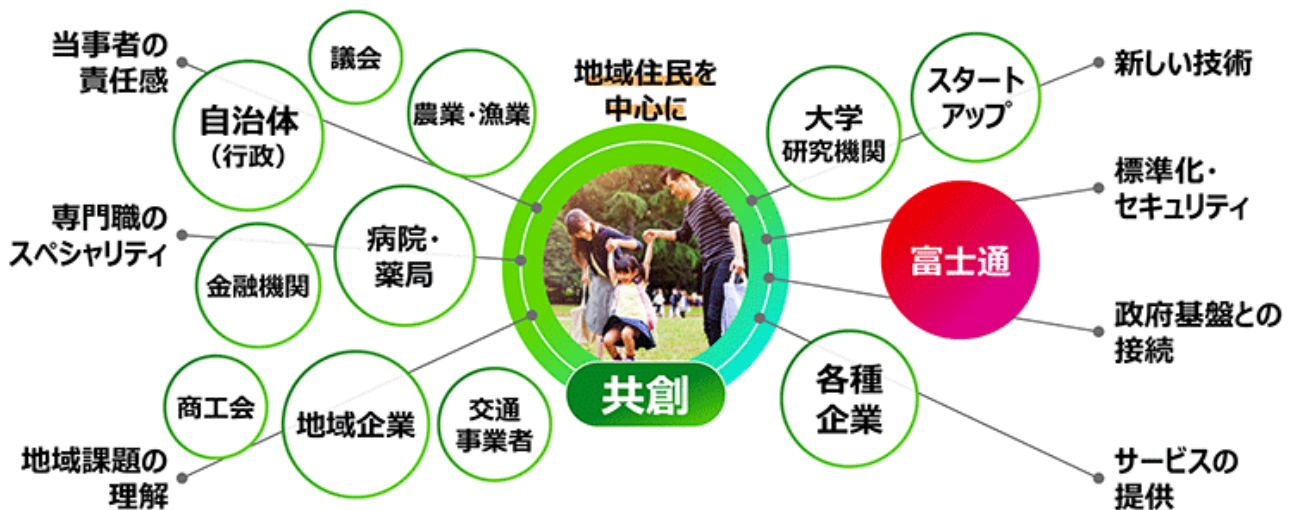 当事者の
責任感
議会
自治体
（行政）
農業・漁業
専門職の
スペシャリティ
病院・
薬局
金融機関
商工会
地域企業
交通
事業者
地域課題の
理解
地域住民を
中心に
共創
大学
研究機関
スタート
アップ
新しい技術
標準化・
セキュリティ
富士通
政府基盤との
接続
各種
企業
サービスの
提供